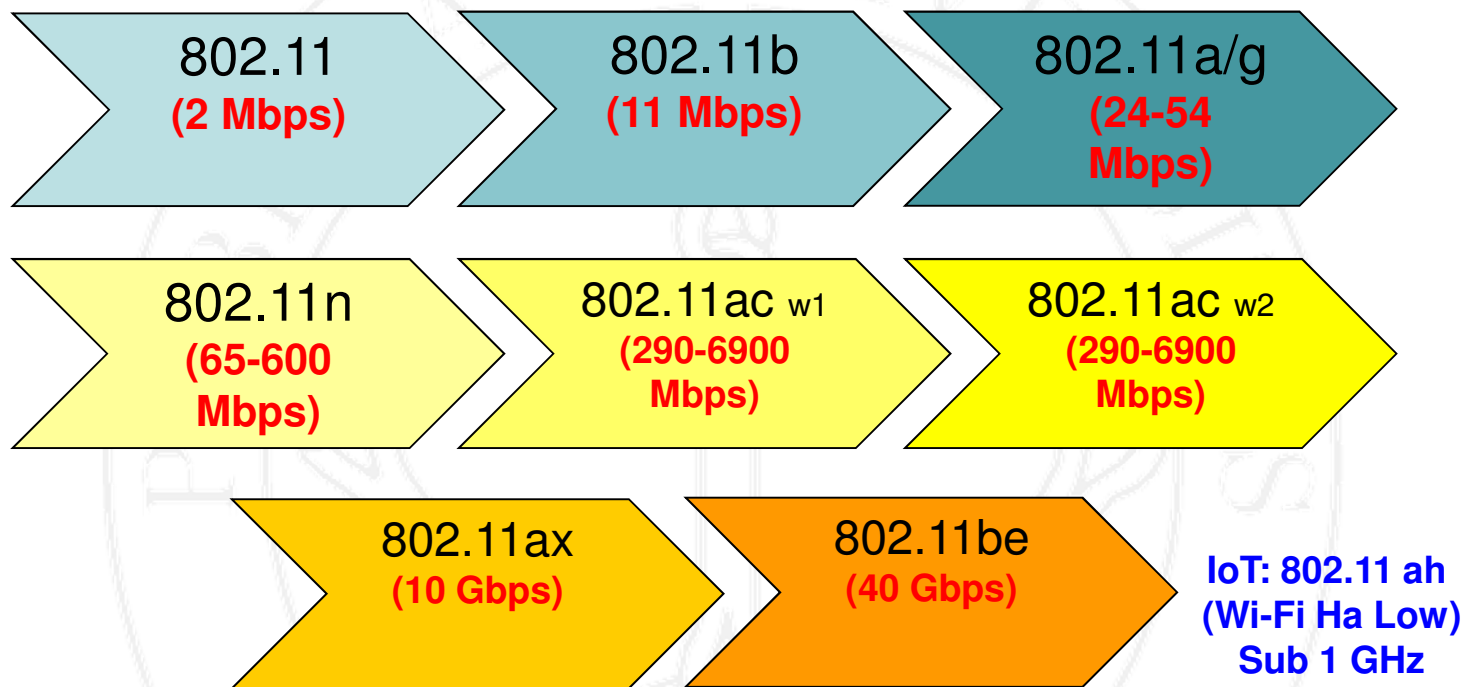 802.11
(2 Mbps)
802.11b
(11 Mbps)
802.11a/g
(24-54
Mbps)
802.11n
(65-600
Mbps)
802.11ac w1
(290-6900
Mbps)
802.11ac w2
(290-6900
Mbps)
802.11ax
(10 Gbps)
802.11be
(40 Gbps)
IoT: 802.11 ah
(Wi-Fi Ha Low)
Sub 1 GHz